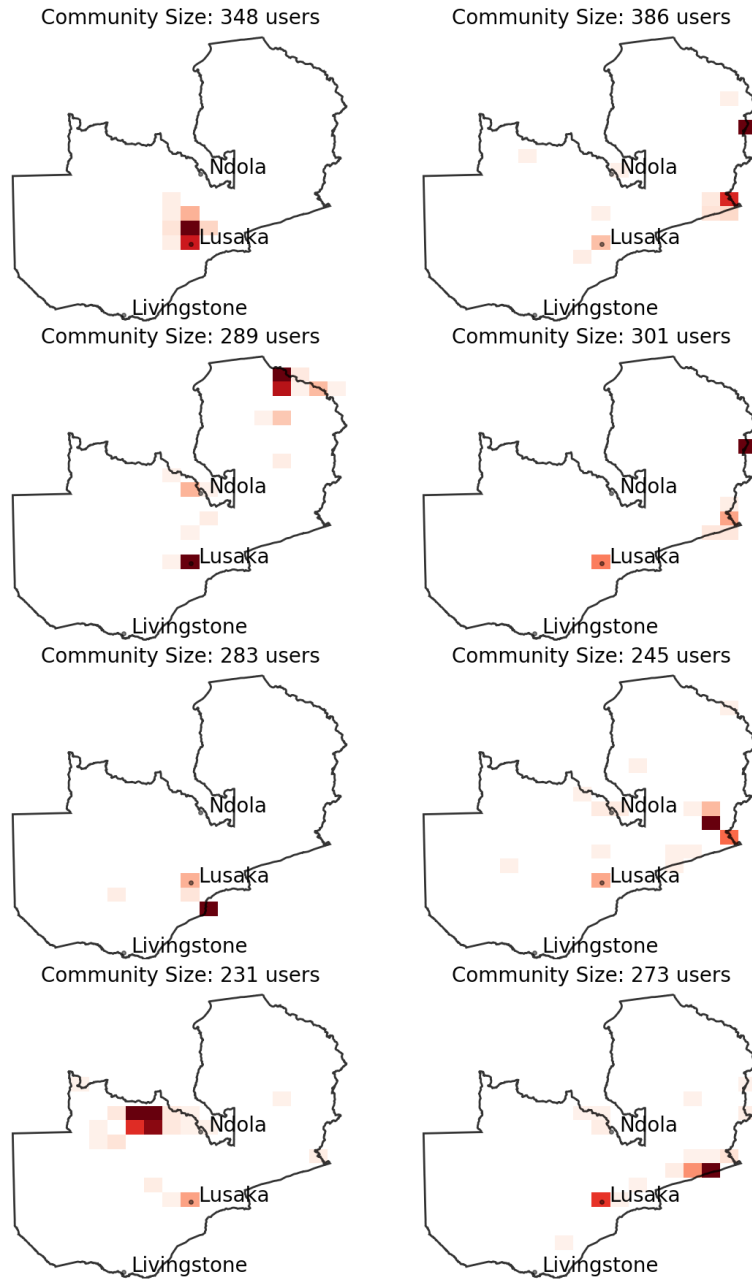 Community Size: 348 users
Community Size: 386 users
Ndola
Ndola
Lusaka
Lusaka
Livingstone
Livingstone
Community Size: 289 users
Community Size: 301 users
Ndola
Ndola
Lusaka
Lusaka
Livingstone
Livingstone
Community Size: 283 users
Community Size: 245 users
Ndola
Ndola
Lusaka
Lusaka
Livingstone
Livingstone
Community Size: 231 users
Community Size: 273 users
Ndola
Ndola
Lusaka
Lusaka
Livingstone
Livingstone